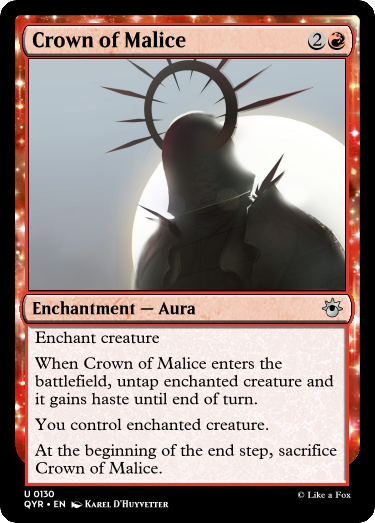 Crown of Malice 2
Enchantment — Aura
Enchant creature
When Crown of Malice enters the
battlefield, untap enchanted creature and
it gains haste until end of turn.
You control enchanted creature.
At the beginning of the end step, sacrifice
Crown of Malice.
U 0130
QYR • EN Karel D'Huyvetter
© Like a Fox